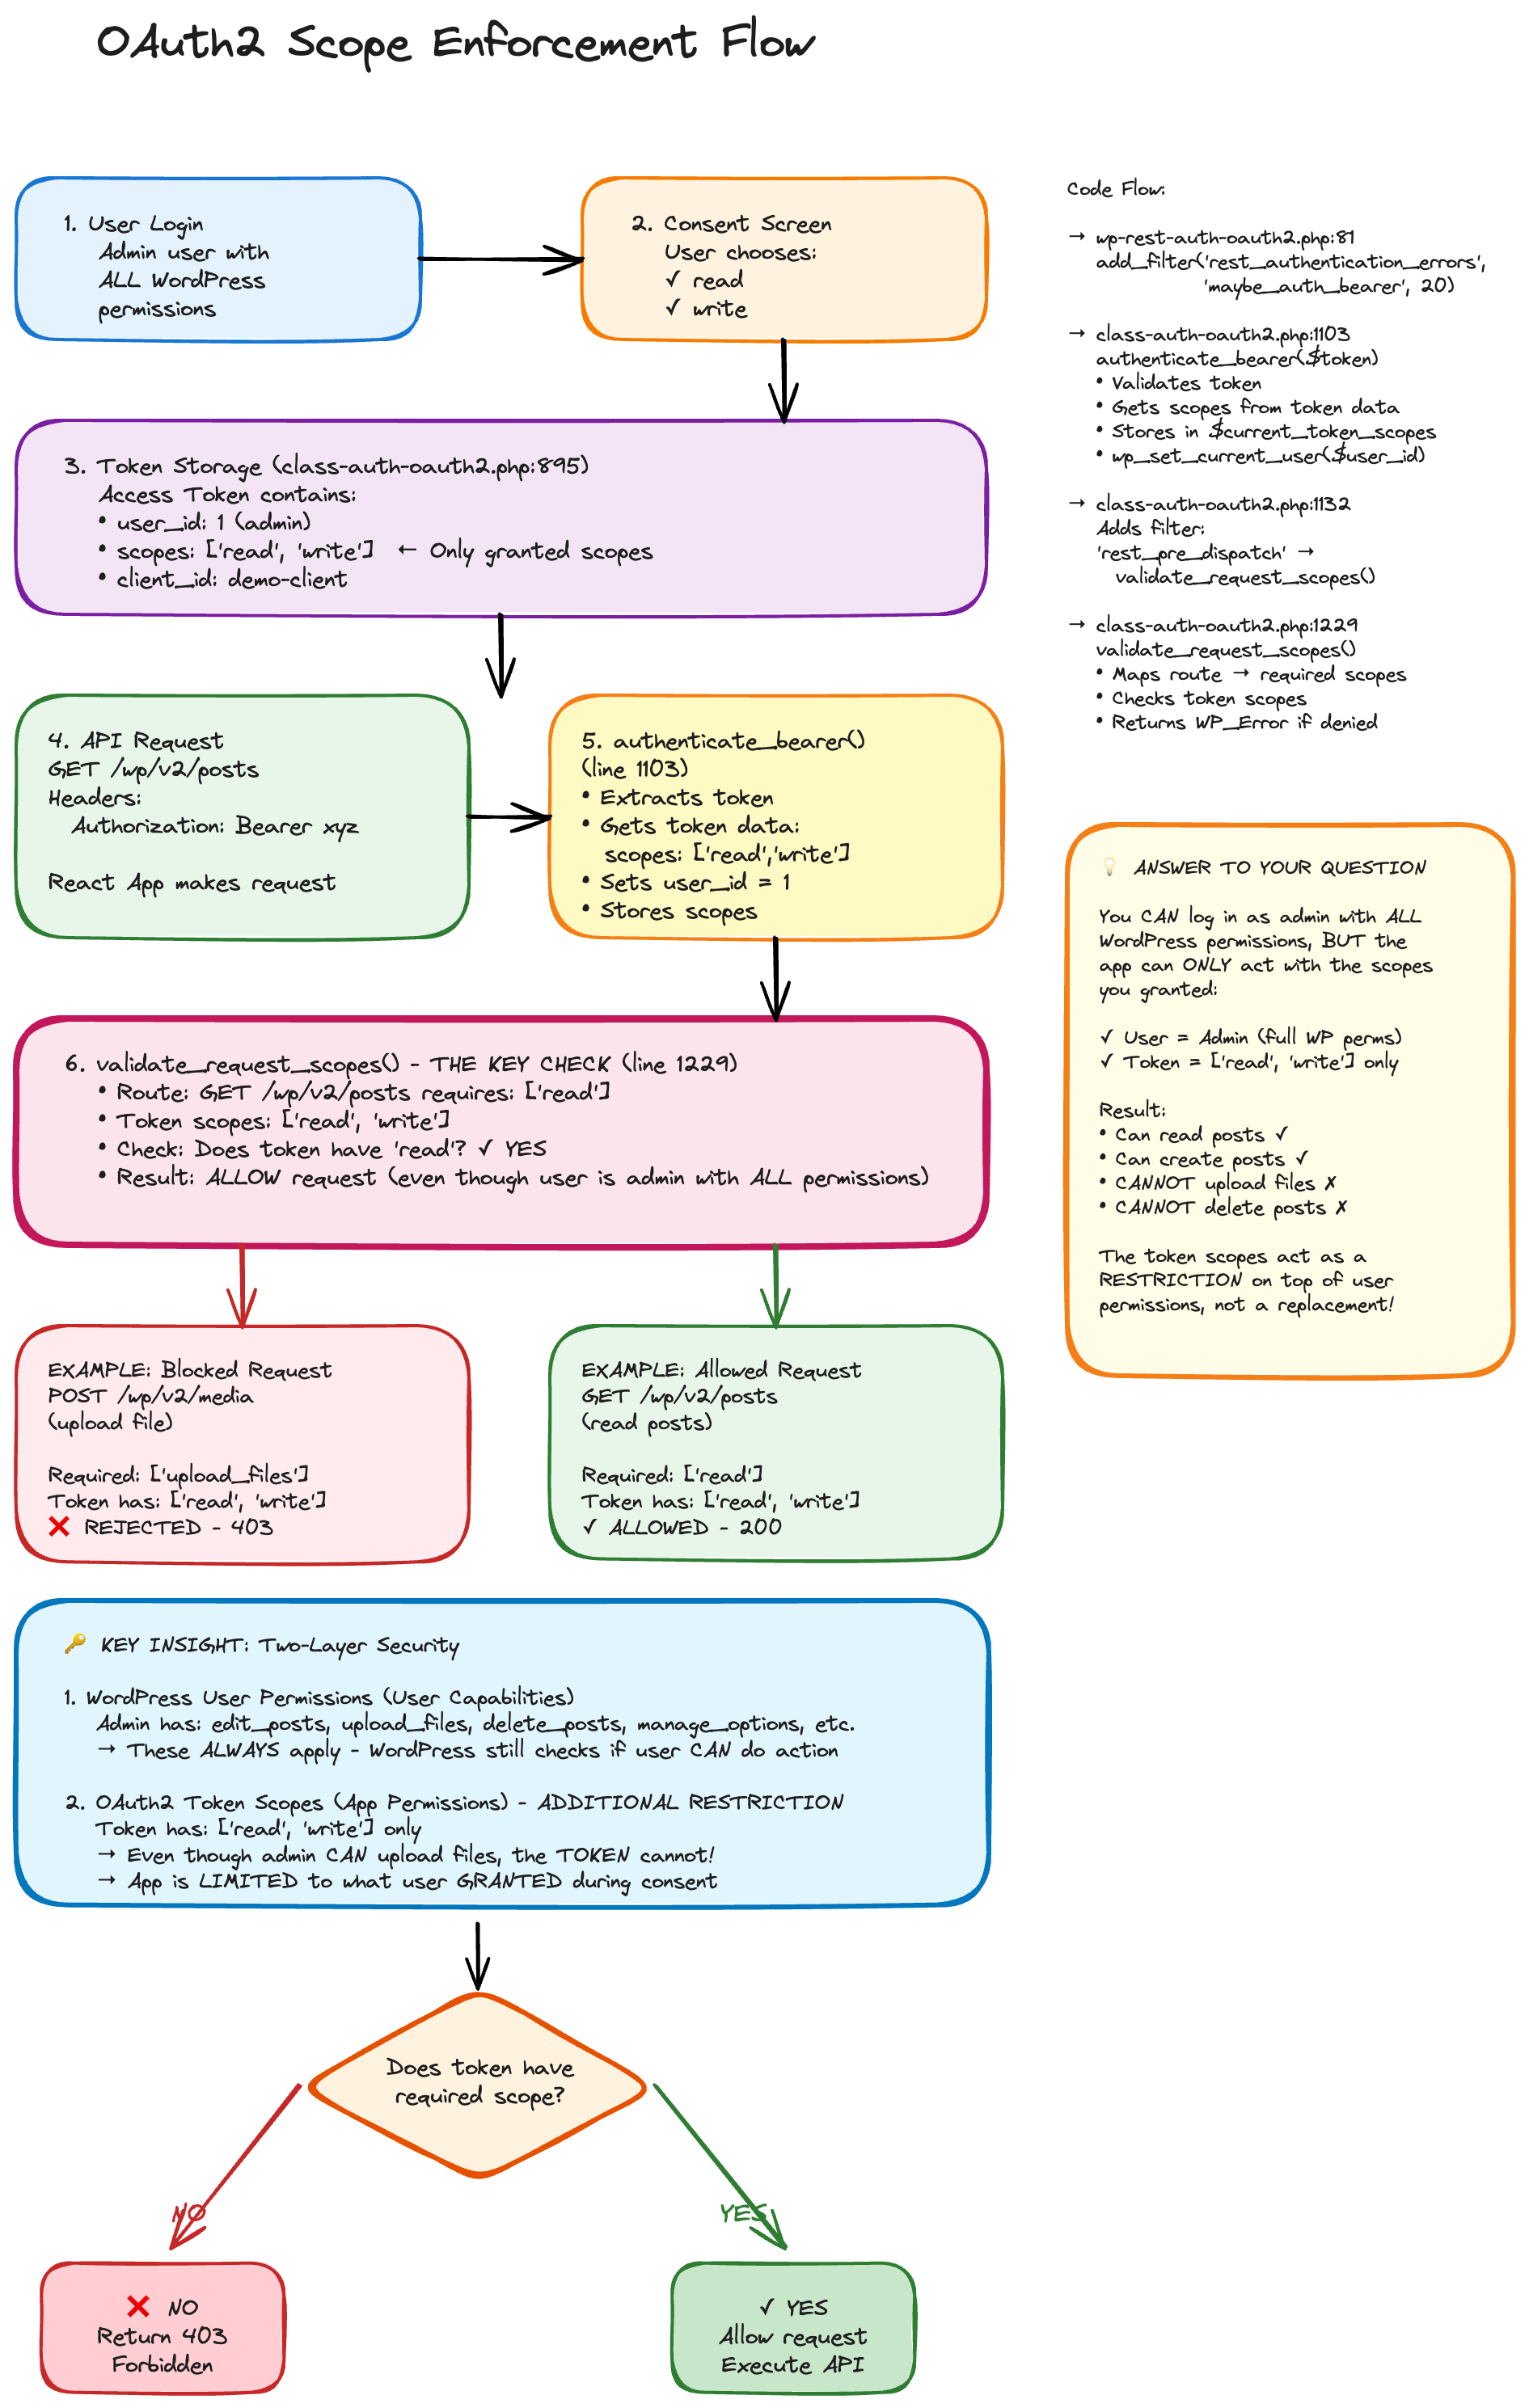 OAuth2 Scope Enforcement Flow
1. User Login
Admin user with
ALL WordPress
permissions
2. Consent Screen
User chooses:
✓ read
✓ write
3. Token Storage (class-auth-oauth2.php:895)
Access Token contains:
• user_id: 1 (admin)
• scopes: ['read', 'write'] ← Only granted scopes
• client_id: demo-client
4. API Request
GET /wp/v2/posts
Headers:
Authorization: Bearer xyz
React App makes request
5. authenticate_bearer()
(line 1103)
• Extracts token
• Gets token data:
scopes: ['read','write']
• Sets user_id = 1
• Stores scopes
6. validate_request_scopes() - THE KEY CHECK (line 1229)
• Route: GET /wp/v2/posts requires: ['read']
• Token scopes: ['read', 'write']
• Check: Does token have 'read'? ✓ YES
• Result: ALLOW request (even though user is admin with ALL permissions)
EXAMPLE: Blocked Request
POST /wp/v2/media
(upload file)
Required: ['upload_files']
Token has: ['read', 'write']
❌ REJECTED - 403
EXAMPLE: Allowed Request
GET /wp/v2/posts
(read posts)
Required: ['read']
Token has: ['read', 'write']
✓ ALLOWED - 200
🔑 KEY INSIGHT: Two-Layer Security
1. WordPress User Permissions (User Capabilities)
Admin has: edit_posts, upload_files, delete_posts, manage_options, etc.
→ These ALWAYS apply - WordPress still checks if user CAN do action
2. OAuth2 Token Scopes (App Permissions) - ADDITIONAL RESTRICTION
Token has: ['read', 'write'] only
→ Even though admin CAN upload files, the TOKEN cannot!
→ App is LIMITED to what user GRANTED during consent
Does token have
required scope?
NO
YES
❌ NO
Return 403
Forbidden
✓ YES
Allow request
Execute API
Code Flow:
→ wp-rest-auth-oauth2.php:81
add_filter('rest_authentication_errors',
'maybe_auth_bearer', 20)
→ class-auth-oauth2.php:1103
authenticate_bearer($token)
• Validates token
• Gets scopes from token data
• Stores in $current_token_scopes
• wp_set_current_user($user_id)
→ class-auth-oauth2.php:1132
Adds filter:
'rest_pre_dispatch' →
validate_request_scopes()
→ class-auth-oauth2.php:1229
validate_request_scopes()
• Maps route → required scopes
• Checks token scopes
• Returns WP_Error if denied
💡 ANSWER TO YOUR QUESTION
You CAN log in as admin with ALL
WordPress permissions, BUT the
app can ONLY act with the scopes
you granted:
✓ User = Admin (full WP perms)
✓ Token = ['read', 'write'] only
Result:
• Can read posts ✓
• Can create posts ✓
• CANNOT upload files ✗
• CANNOT delete posts ✗
The token scopes act as a
RESTRICTION on top of user
permissions, not a replacement!